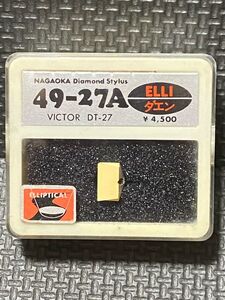 NAGAOKA Diamond Stylus
49-27A
VICTOR DT-27
ELLI
ダエン
¥4,500
ELLIPTICAL